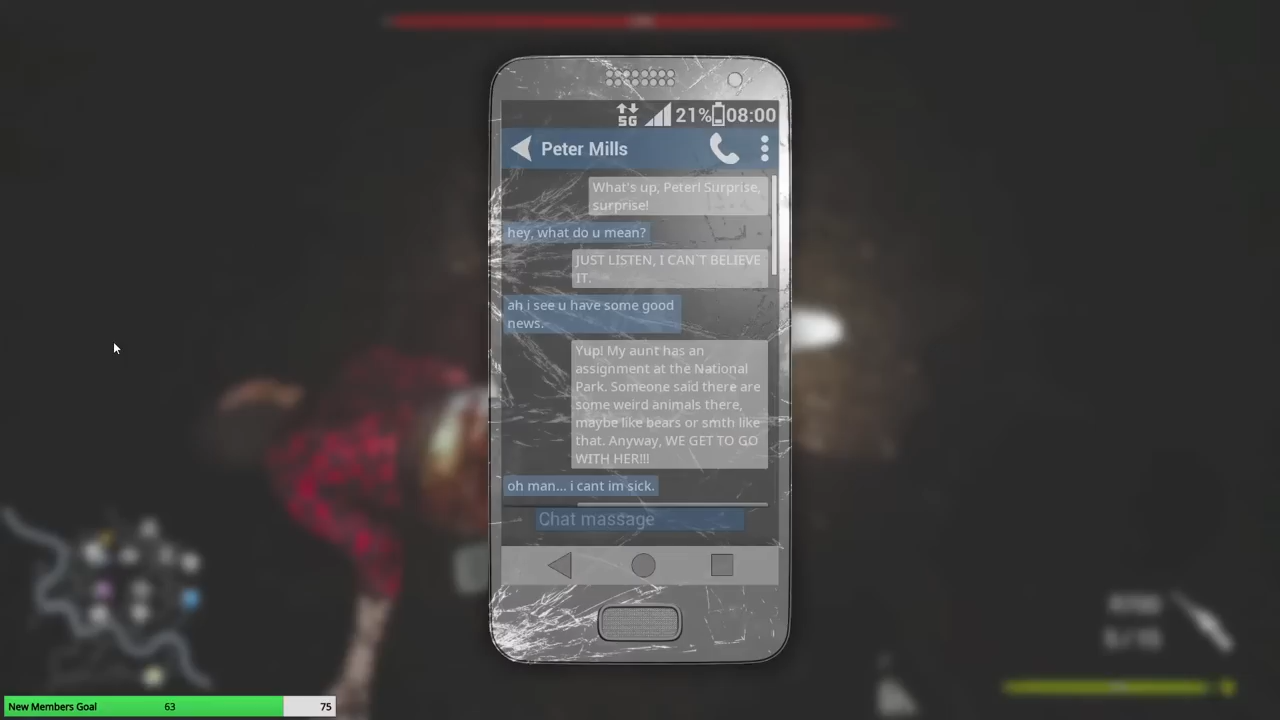 5G 21% 08:00
Peter Mills
What's up, Peter! Surprise,
surprise!
hey, what do u mean?
JUST LISTEN, I CAN`T BELIEVE
IT.
ah i see u have some good
news.
Yup! My aunt has an
assignment at the National
Park. Someone said there are
some weird animals there,
maybe like bears or smth like
that. Anyway, WE GET TO GO
WITH HER!!!
oh man... i cant im sick.
Chat massage
New Members Goal 63 75